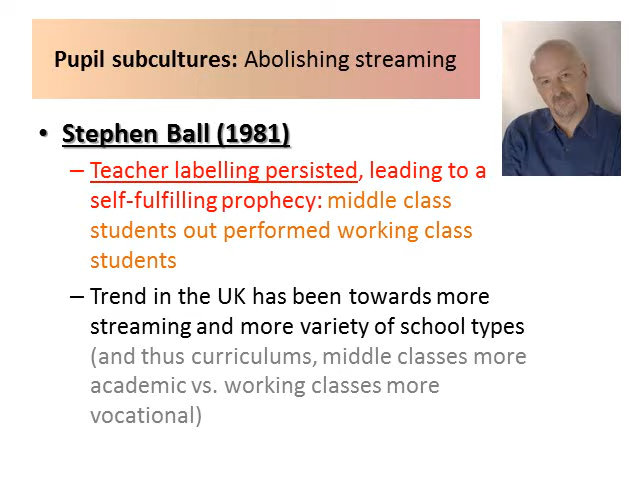 Pupil subcultures: Abolishing streaming
• Stephen Ball (1981)
– Teacher labelling persisted, leading to a
self-fulfilling prophecy: middle class
students out performed working class
students
– Trend in the UK has been towards more
streaming and more variety of school types
(and thus curriculums, middle classes more
academic vs. working classes more
vocational)